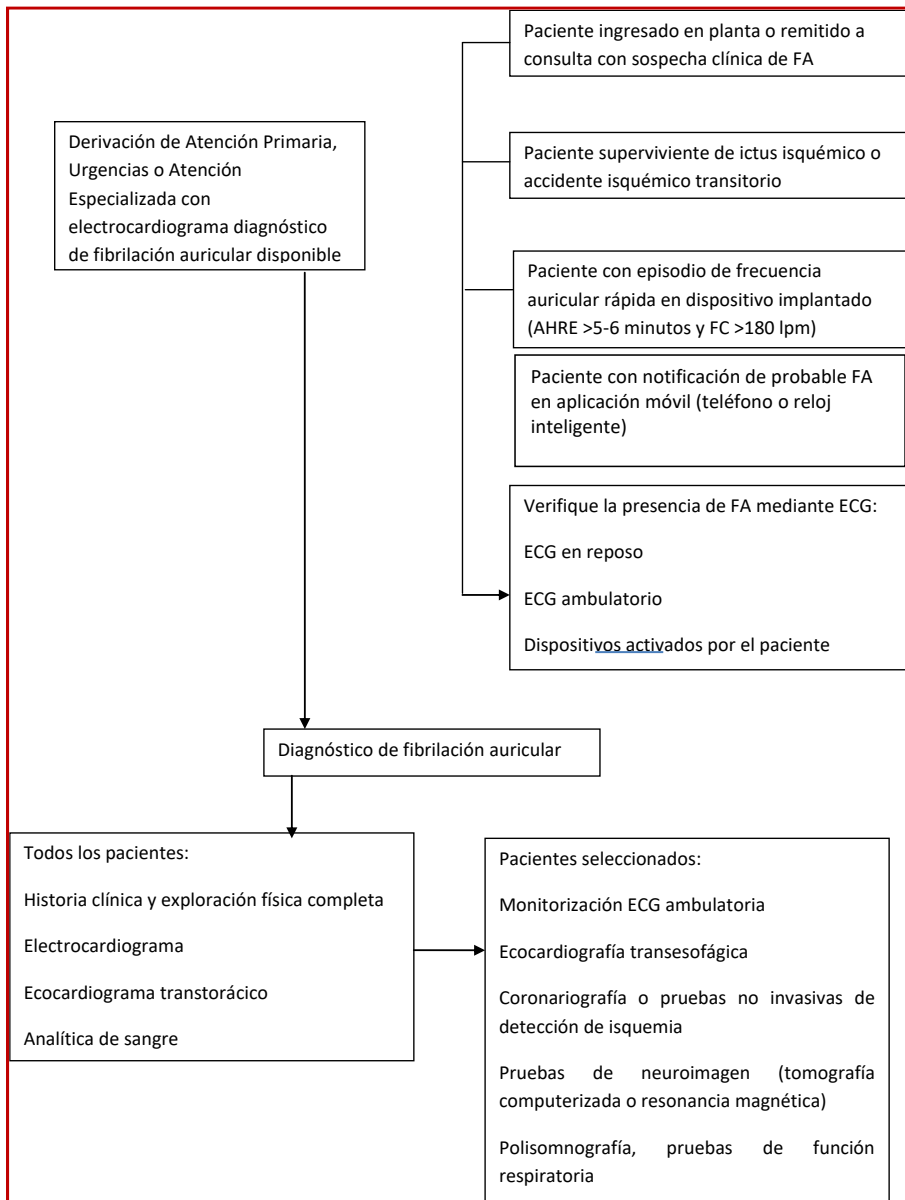 Paciente ingresado en planta o remitido a
consulta con sospecha clínica de FA
Derivación de Atención Primaria,
Urgencias o Atención
Especializada con
electrocardiograma diagnóstico
de fibrilación auricular disponible
Paciente superviviente de ictus isquémico o
accidente isquémico transitorio
Paciente con episodio de frecuencia
auricular rápida en dispositivo implantado
(AHRE >5-6 minutos y FC >180 lpm)
Paciente con notificación de probable FA
en aplicación móvil (teléfono o reloj
inteligente)
Verifique la presencia de FA mediante ECG:
ECG en reposo
ECG ambulatorio
Dispositivos activados por el paciente
Diagnóstico de fibrilación auricular
Todos los pacientes:
Historia clínica y exploración física completa
Electrocardiograma
Ecocardiograma transtorácico
Analítica de sangre
Pacientes seleccionados:
Monitorización ECG ambulatoria
Ecocardiografía transesofágica
Coronariografía o pruebas no invasivas de
detección de isquemia
Pruebas de neuroimagen (tomografía
computerizada o resonancia magnética)
Polisomnografía, pruebas de función
respiratoria